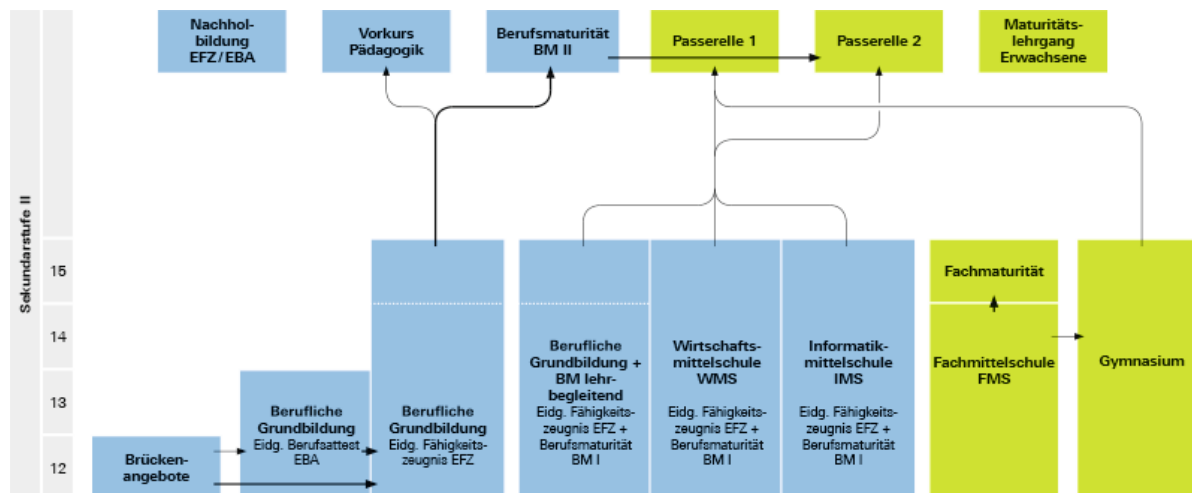 Nachhol-
bildung
EFZ/EBA
Vorkurs
Pädagogik
Berufsmaturität
BM II
Passerelle 1
Passerelle 2
Maturitäts-
lehrgang
Erwachsene
Sekundarstufe II
15
14
13
12
Brücken-
angebote
Berufliche
Grundbildung
Eidg. Berufsattest
EBA
Berufliche
Grundbildung
Eidg. Fähigkeits-
zeugnis EFZ
Berufliche
Grundbildung +
BM lehr-
begleitend
Eidg. Fähigkeits-
zeugnis EFZ +
Berufsmaturität
BM I
Wirtschafts-
mittelschule
WMS
Eidg. Fähigkeits-
zeugnis EFZ +
Berufsmaturität
BM I
Informatik-
mittelschule
IMS
Eidg. Fähigkeits-
zeugnis EFZ +
Berufsmaturität
BM I
Fachmaturität
Fachmittelschule
FMS
Gymnasium